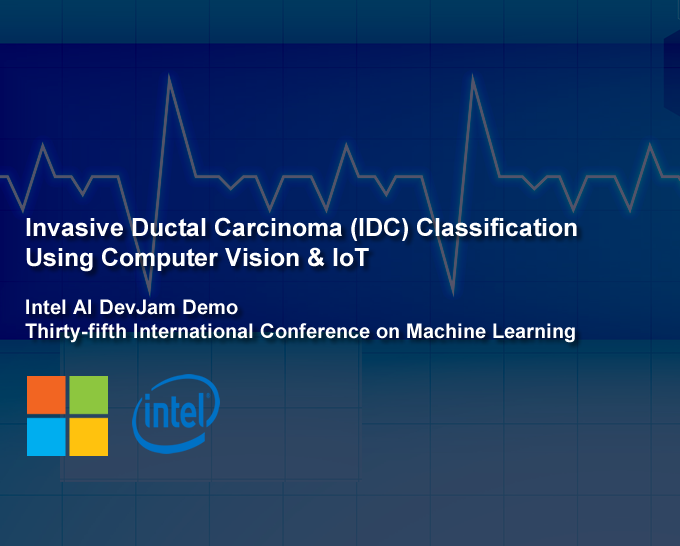 Invasive Ductal Carcinoma (IDC) Classification
Using Computer Vision & IoT
Intel AI DevJam Demo
Thirty-fifth International Conference on Machine Learning
intel